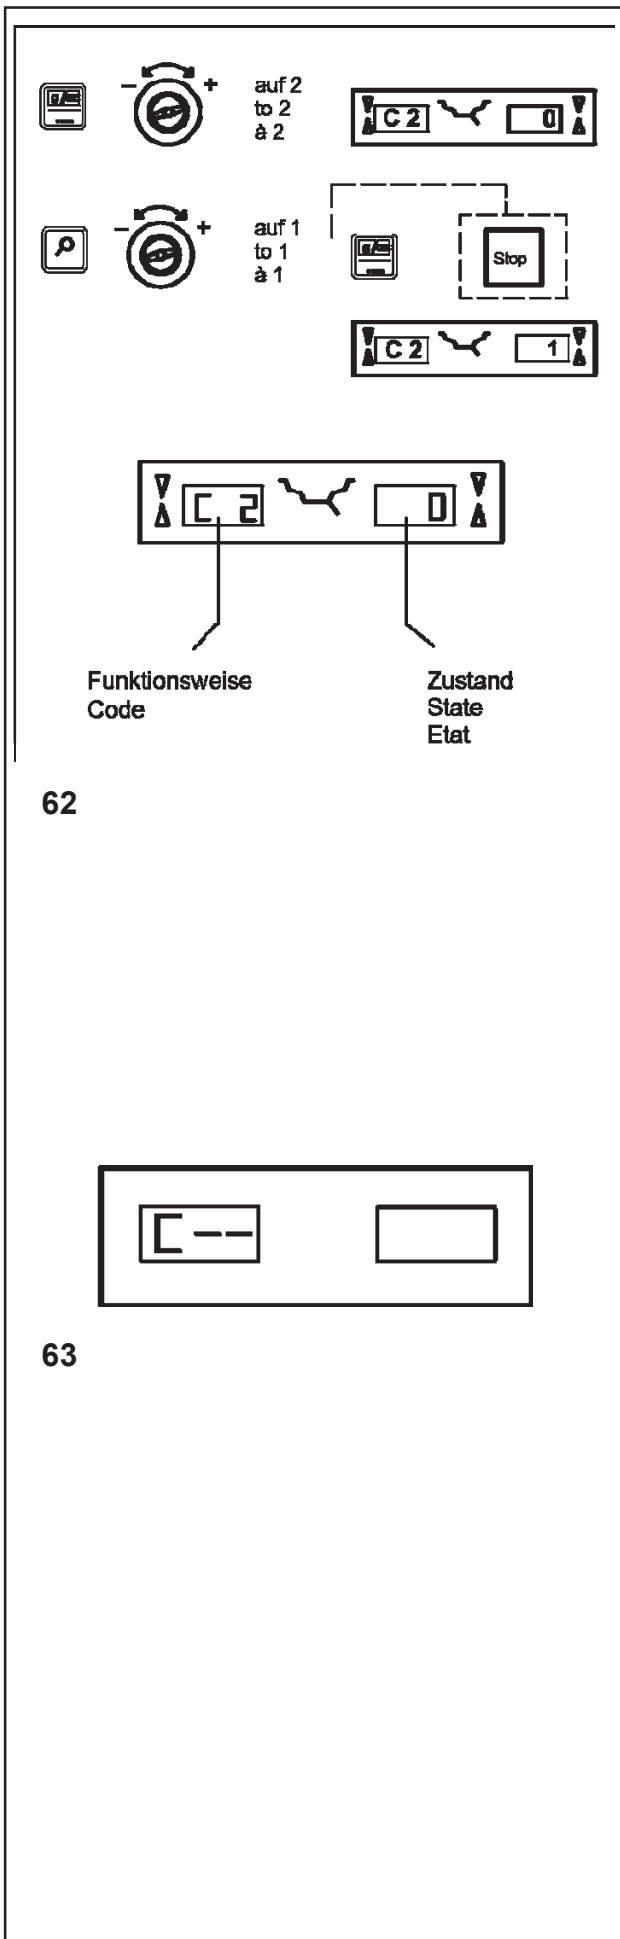 – +
auf 2
to 2
à 2
C 2 0
– +
auf 1
to 1
à 1
Stop
C 2 1
C 2 0
Funktionsweise
Code
Zustand
State
Etat
62
C--
63